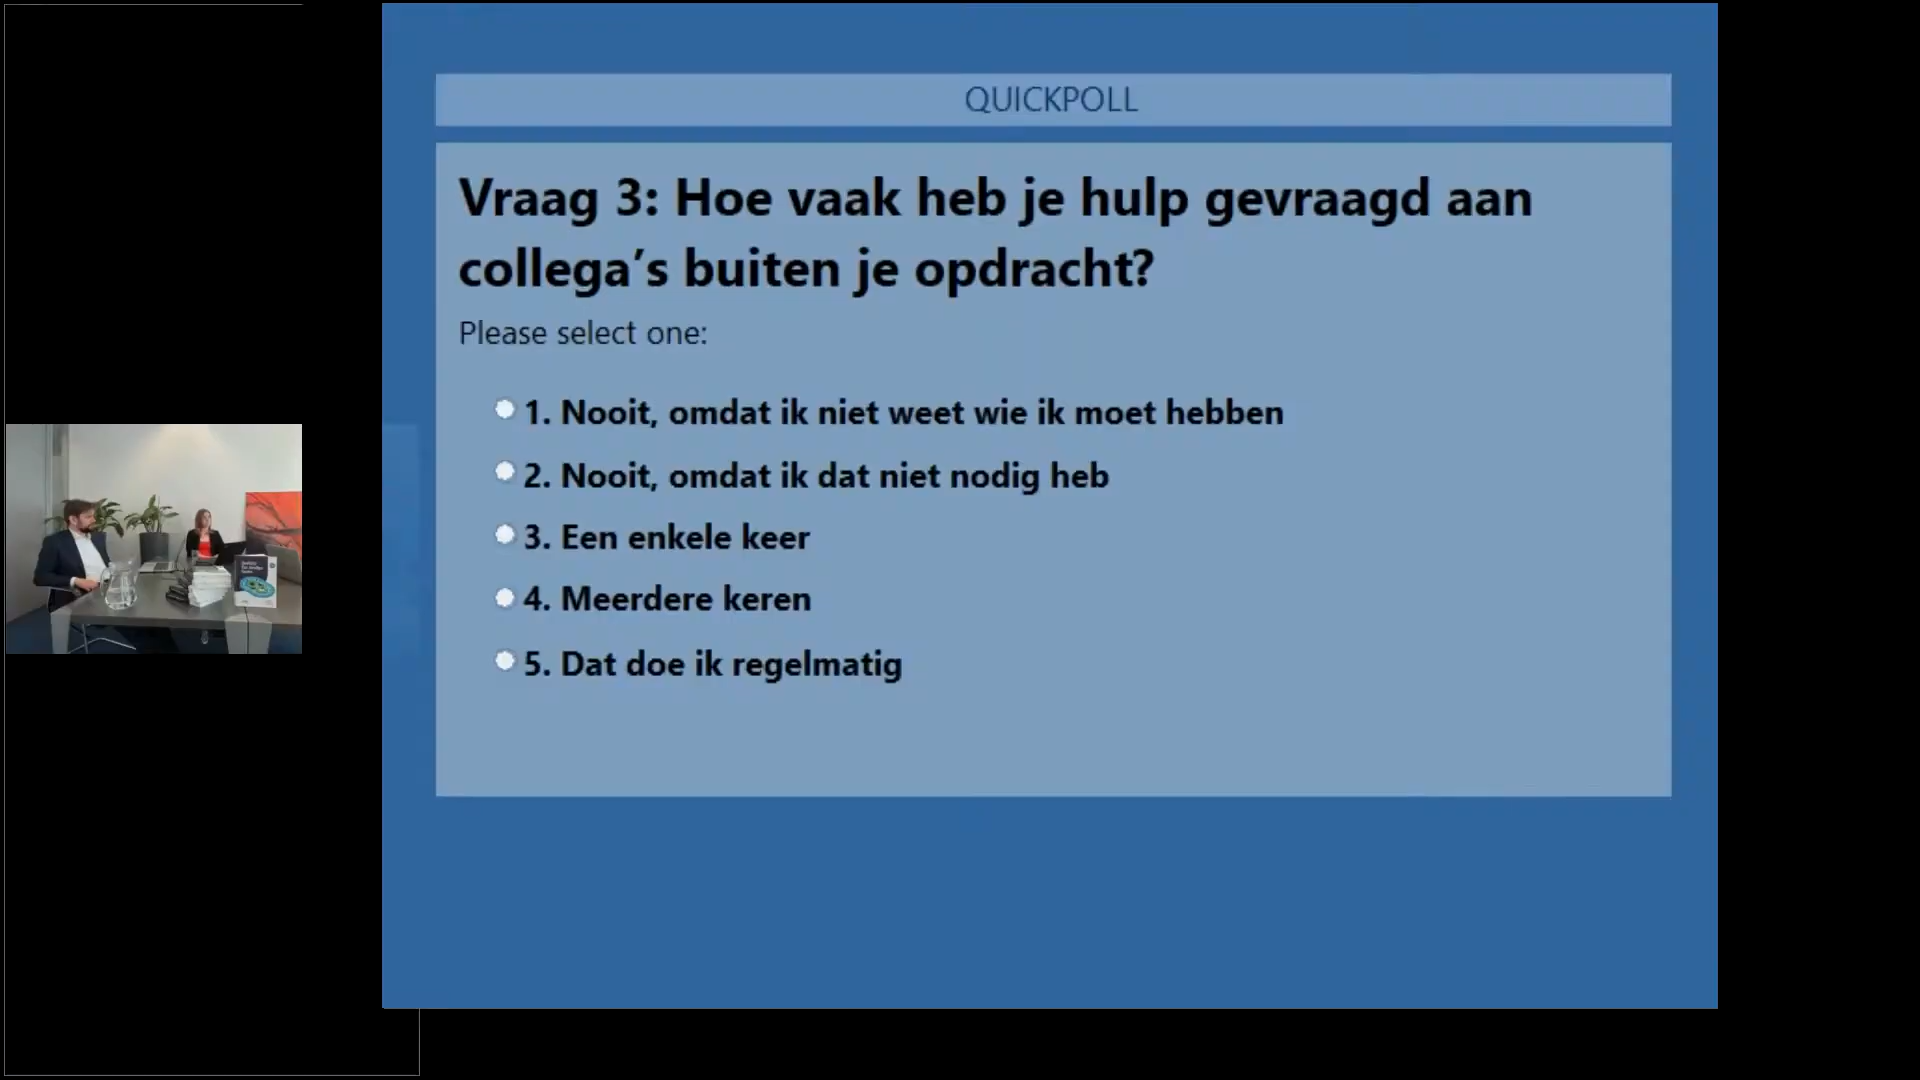 QUICKPOLL
Vraag 3: Hoe vaak heb je hulp gevraagd aan
collega’s buiten je opdracht?
Please select one:
1. Nooit, omdat ik niet weet wie ik moet hebben
2. Nooit, omdat ik dat niet nodig heb
3. Een enkele keer
4. Meerdere keren
5. Dat doe ik regelmatig